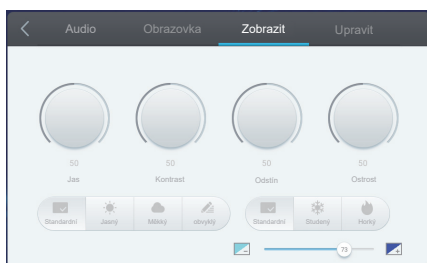 Audio Obrazovka Zobrazit Upravit
50 50 50 50
Jas Kontrast Odstín Ostrost
Standardní Jasný Měkký obvyklý Standardní Studený Horký
73